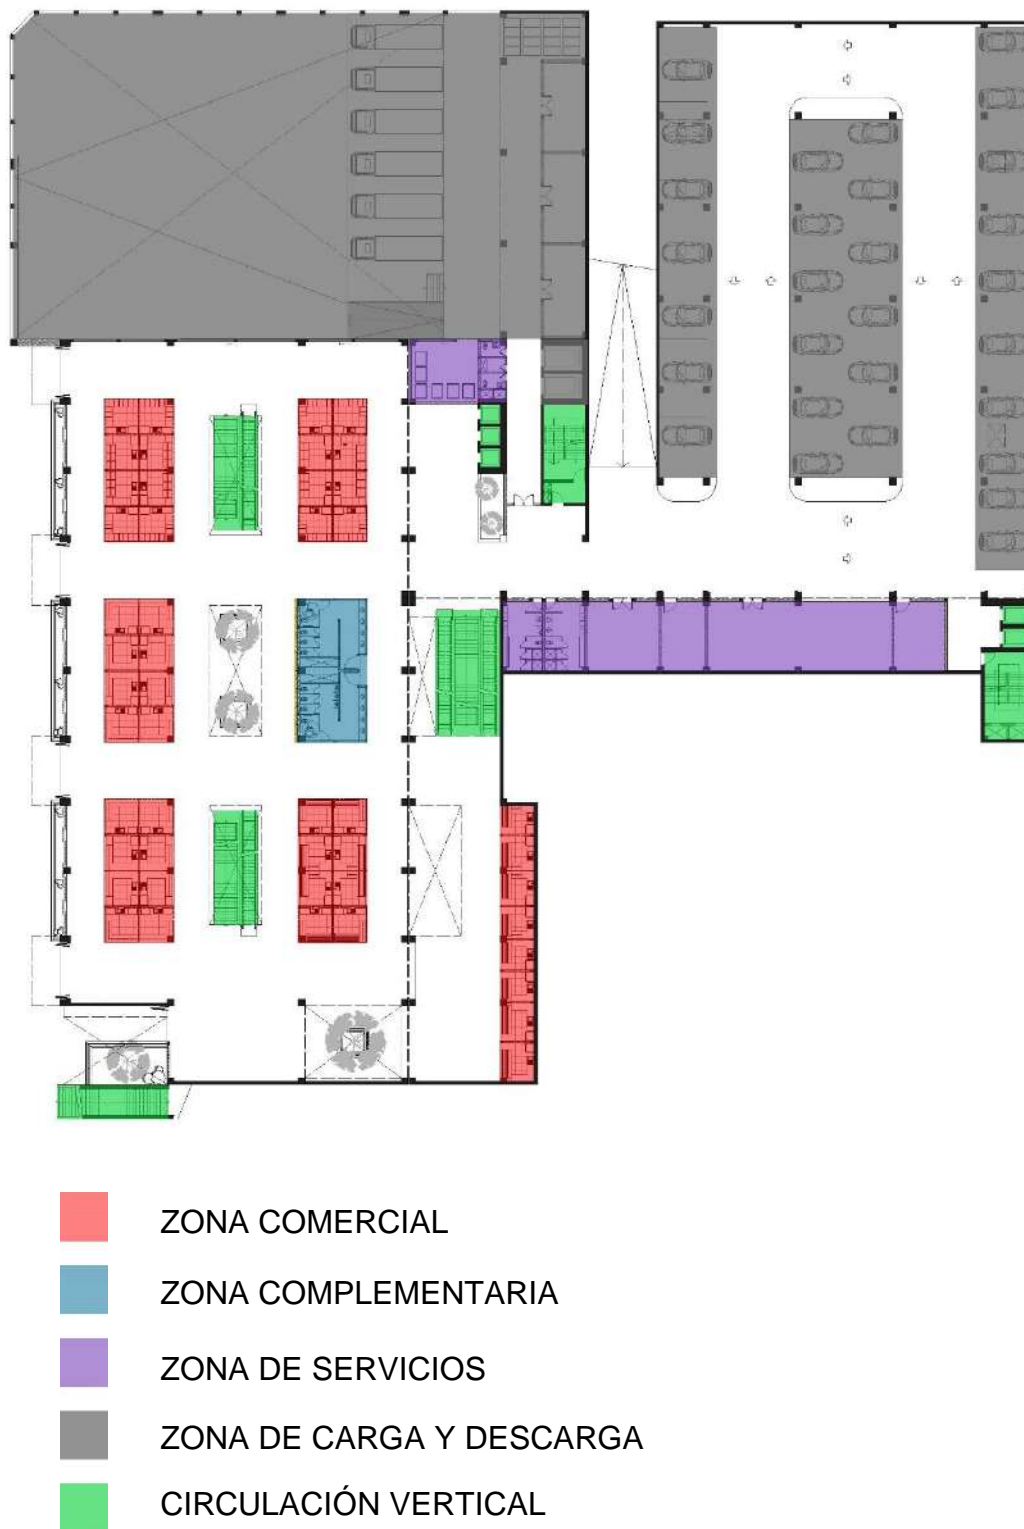 ZONA COMERCIAL
ZONA COMPLEMENTARIA
ZONA DE SERVICIOS
ZONA DE CARGA Y DESCARGA
CIRCULACIÓN VERTICAL